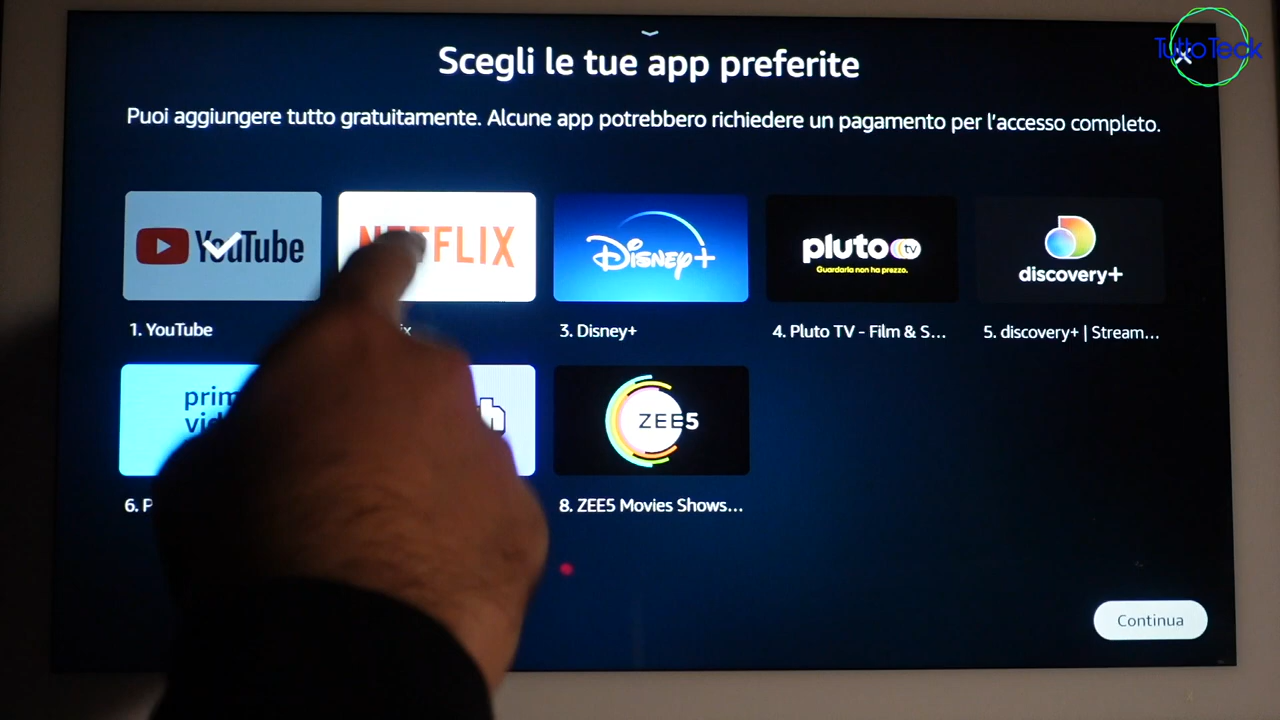 TuttoTeck
Scegli le tue app preferite
Puoi aggiungere tutto gratuitamente. Alcune app potrebbero richiedere un pagamento per l'accesso completo.
YouTube
NETFLIX
Disney+
pluto tv
Guardarla non ha prezzo.
discovery+
1. YouTube
3. Disney+
4. Pluto TV - Film & S...
5. discovery+ | Stream...
ZEE5
8. ZEE5 Movies Shows...
Continua